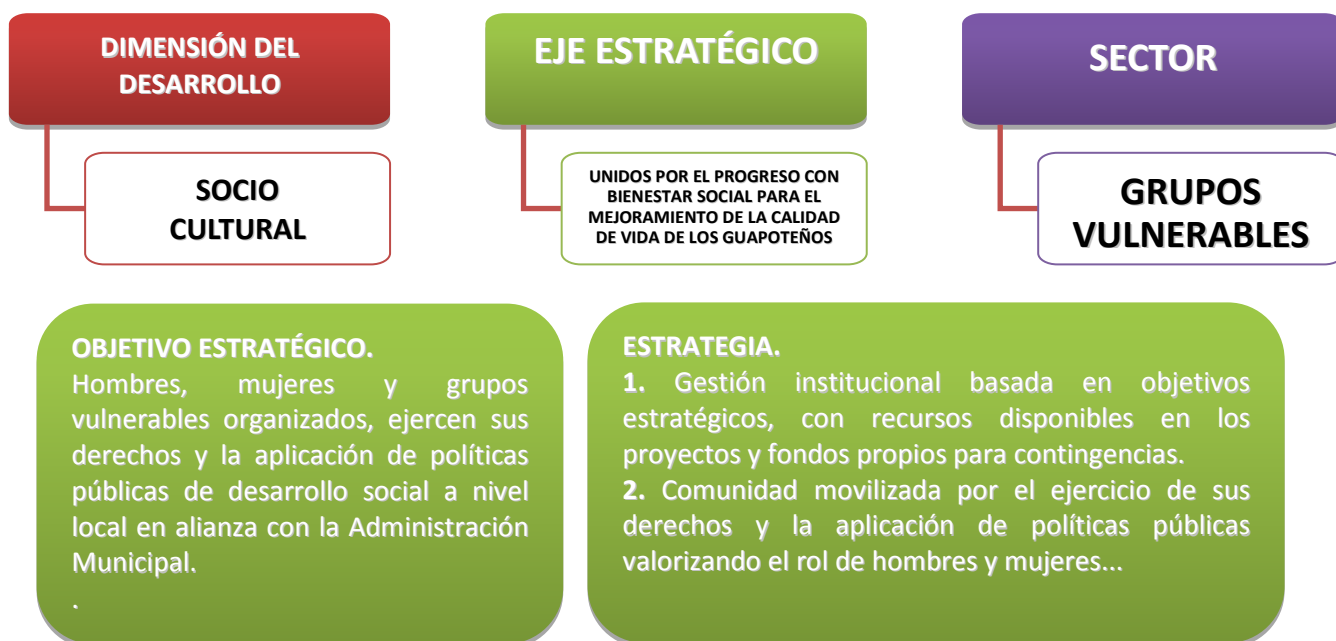 DIMENSIÓN DEL
DESARROLLO
SOCIO
CULTURAL
EJE ESTRATÉGICO
UNIDOS POR EL PROGRESO CON
BIENESTAR SOCIAL PARA EL
MEJORAMIENTO DE LA CALIDAD
DE VIDA DE LOS GUAPOTEÑOS
SECTOR
GRUPOS
VULNERABLES
OBJETIVO ESTRATÉGICO.
Hombres, mujeres y grupos
vulnerables organizados, ejercen sus
derechos y la aplicación de políticas
públicas de desarrollo social a nivel
local en alianza con la Administración
Municipal.
.
ESTRATEGIA.
1. Gestión institucional basada en objetivos
estratégicos, con recursos disponibles en los
proyectos y fondos propios para contingencias.
2. Comunidad movilizada por el ejercicio de sus
derechos y la aplicación de políticas públicas
valorizando el rol de hombres y mujeres...